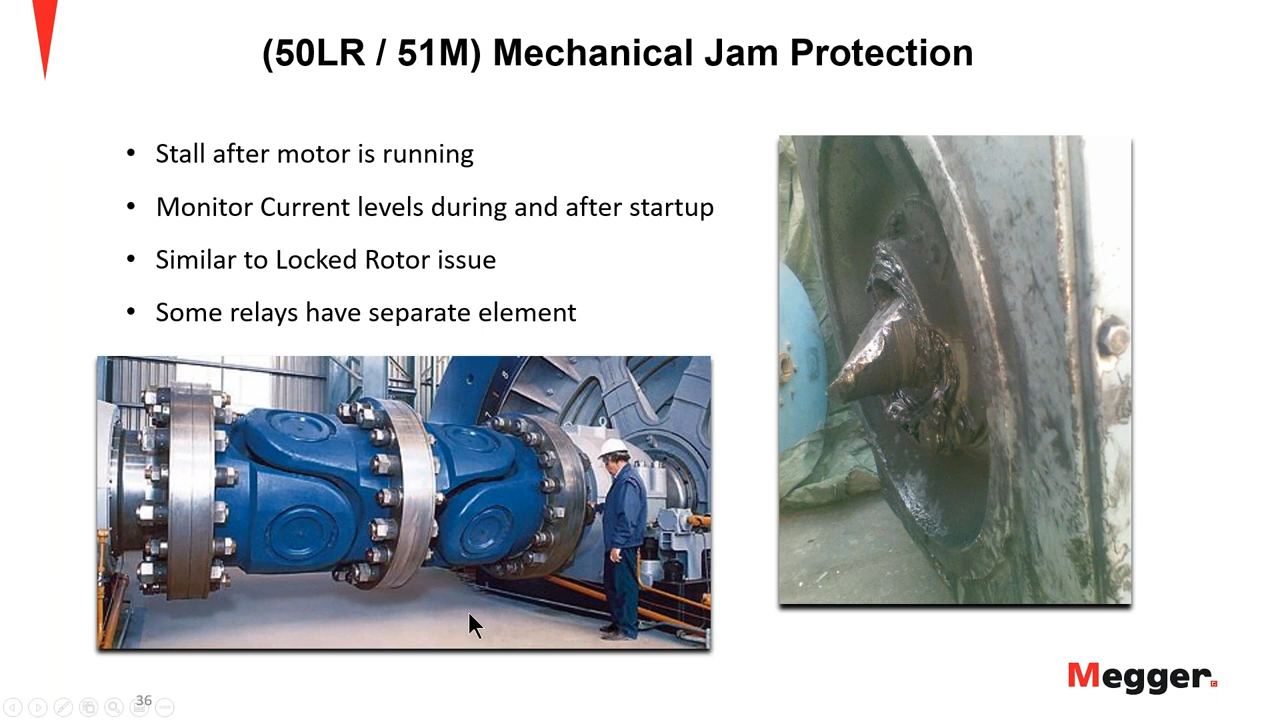 (50LR / 51M) Mechanical Jam Protection
• Stall after motor is running
• Monitor Current levels during and after startup
• Similar to Locked Rotor issue
• Some relays have separate element
Megger.
36